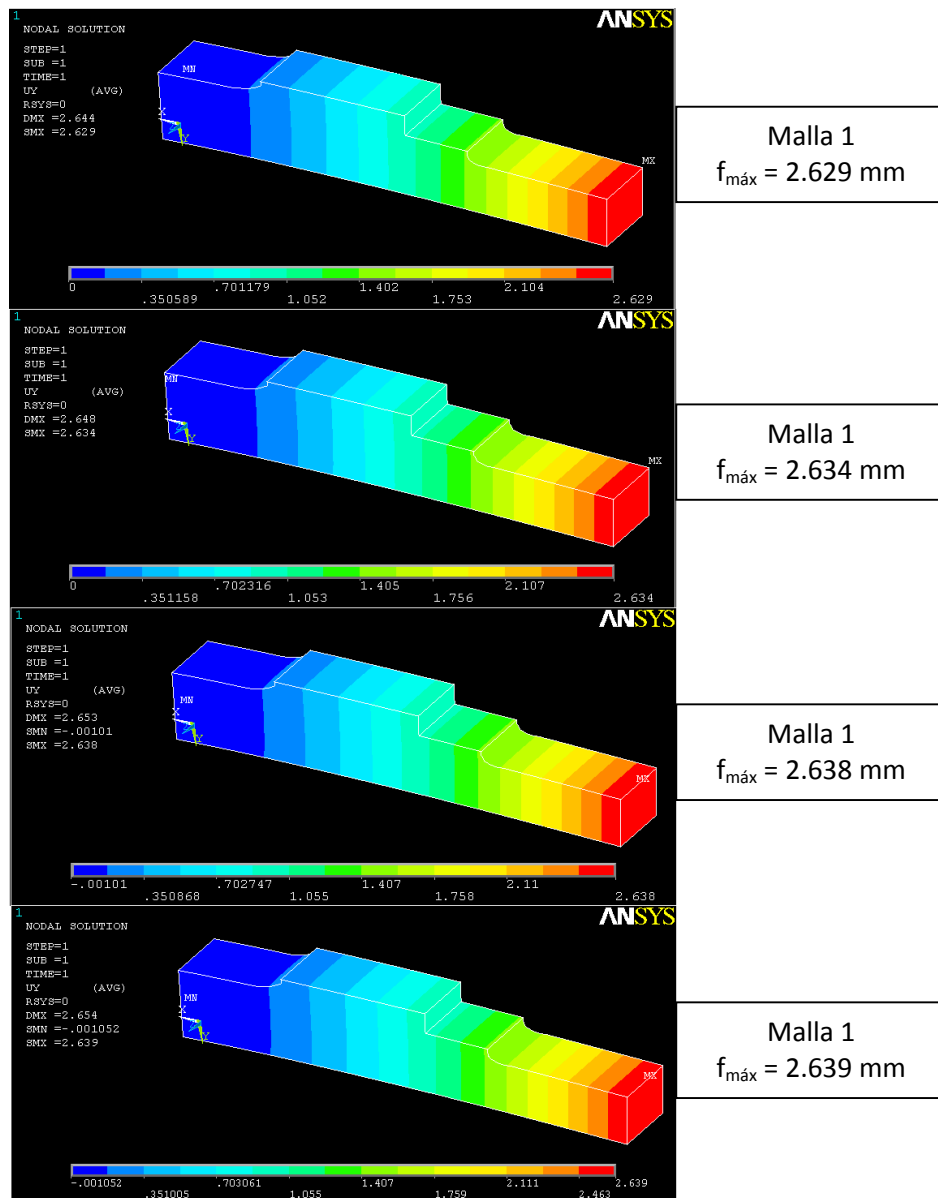 1
ANSYS
NODAL SOLUTION
STEP=1
SUB =1
TIME=1
UY (AVG)
RSYS=0
DMX =2.644
SMX =2.629
MN
X
Y
MX
0 .701179 1.402 2.104 2.629
.350589 1.052 1.753
Malla 1
fmáx = 2.629 mm
1
ANSYS
NODAL SOLUTION
STEP=1
SUB =1
TIME=1
UY (AVG)
RSYS=0
DMX =2.648
SMX =2.634
MN
X
Y
MX
0 .702316 1.405 2.107 2.634
.351158 1.053 1.756
Malla 1
fmáx = 2.634 mm
1
ANSYS
NODAL SOLUTION
STEP=1
SUB =1
TIME=1
UY (AVG)
RSYS=0
DMX =2.653
SMN =-.00101
SMX =2.638
MN
X
Y
MX
-.00101 .702747 1.407 2.11 2.638
.350868 1.055 1.758
Malla 1
fmáx = 2.638 mm
1
ANSYS
NODAL SOLUTION
STEP=1
SUB =1
TIME=1
UY (AVG)
RSYS=0
DMX =2.654
SMN =-.001052
SMX =2.639
MN
X
Y
MX
-.001052 .703061 1.407 2.111 2.639
.351005 1.055 1.759 2.463
Malla 1
fmáx = 2.639 mm